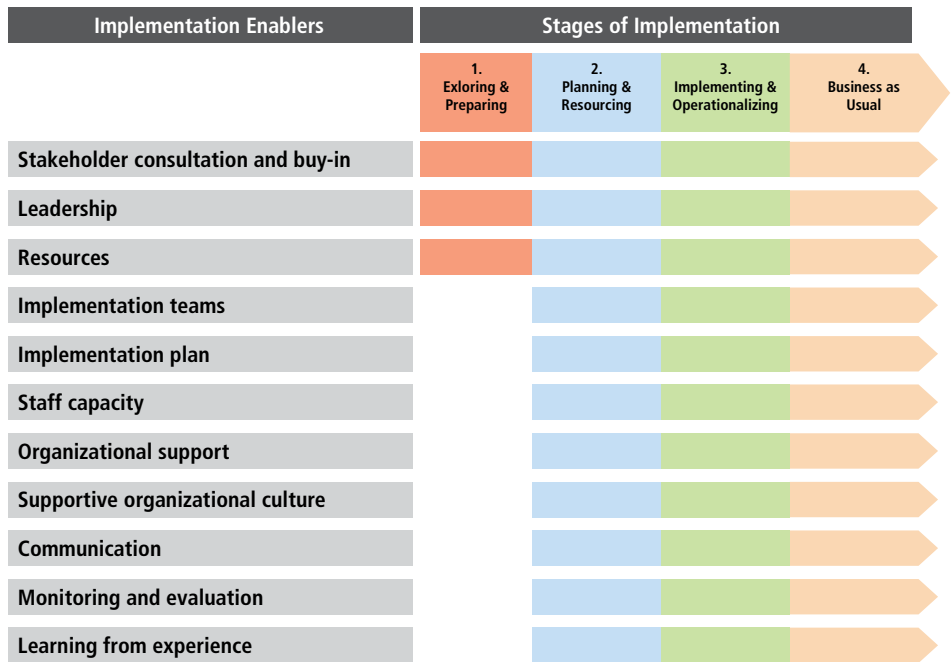 Implementation Enablers
Stages of Implementation
1.
Exloring &
Preparing
2.
Planning &
Resourcing
3.
Implementing &
Operationalizing
4.
Business as
Usual
Stakeholder consultation and buy-in
Leadership
Resources
Implementation teams
Implementation plan
Staff capacity
Organizational support
Supportive organizational culture
Communication
Monitoring and evaluation
Learning from experience